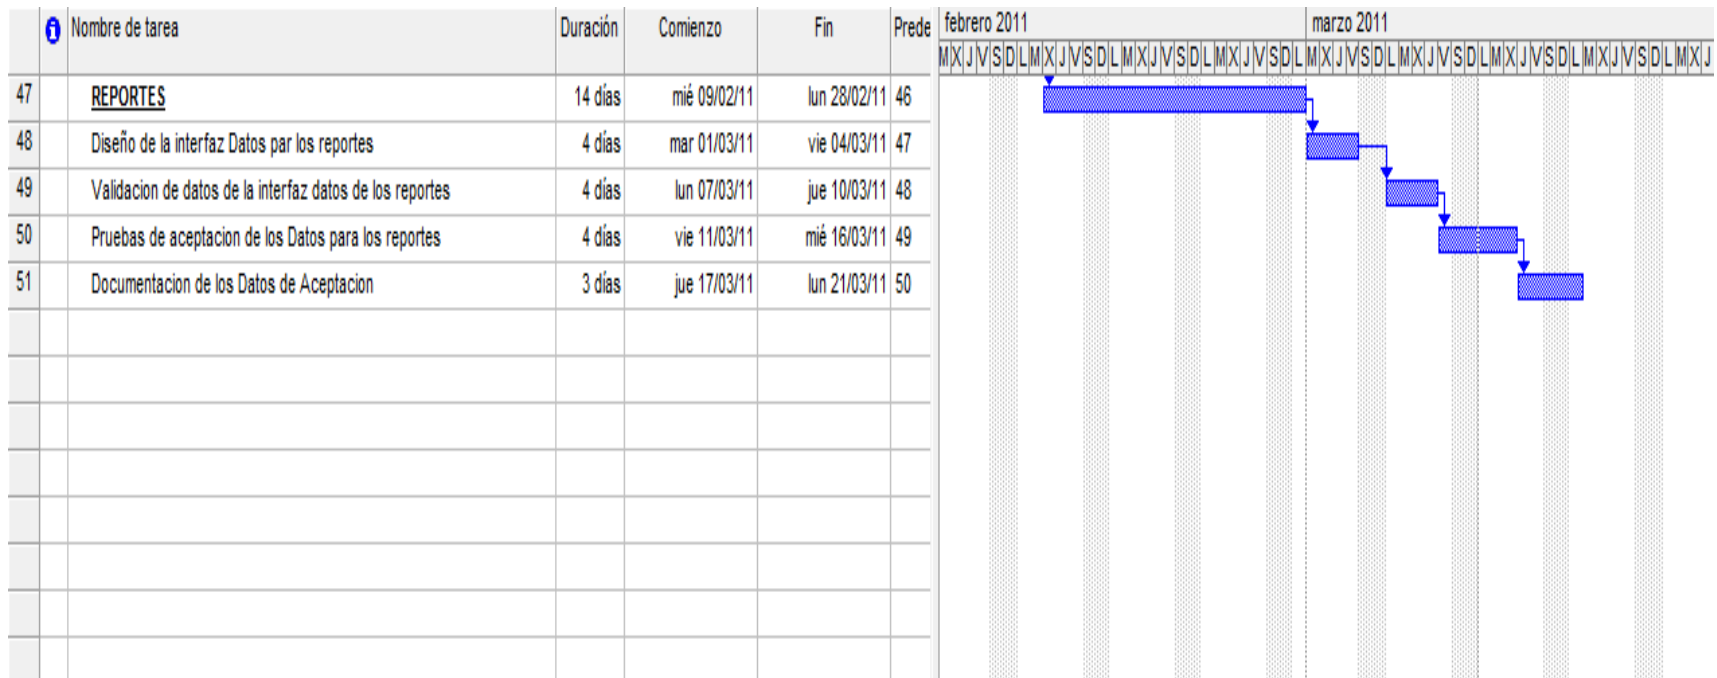 Nombre de tarea Duración Comienzo Fin Prede febrero 2011 marzo 2011
M X J V S D L M X J V S D L M X J V S D L M X J V S D L M X J V S D L M X J V S D L M X J V S D L M X J V S D L M X J
47 REPORTES 14 días mié 09/02/11 lun 28/02/11 46
48 Diseño de la interfaz Datos par los reportes 4 días mar 01/03/11 vie 04/03/11 47
49 Validacion de datos de la interfaz datos de los reportes 4 días lun 07/03/11 jue 10/03/11 48
50 Pruebas de aceptacion de los Datos para los reportes 4 días vie 11/03/11 mié 16/03/11 49
51 Documentacion de los Datos de Aceptacion 3 días jue 17/03/11 lun 21/03/11 50